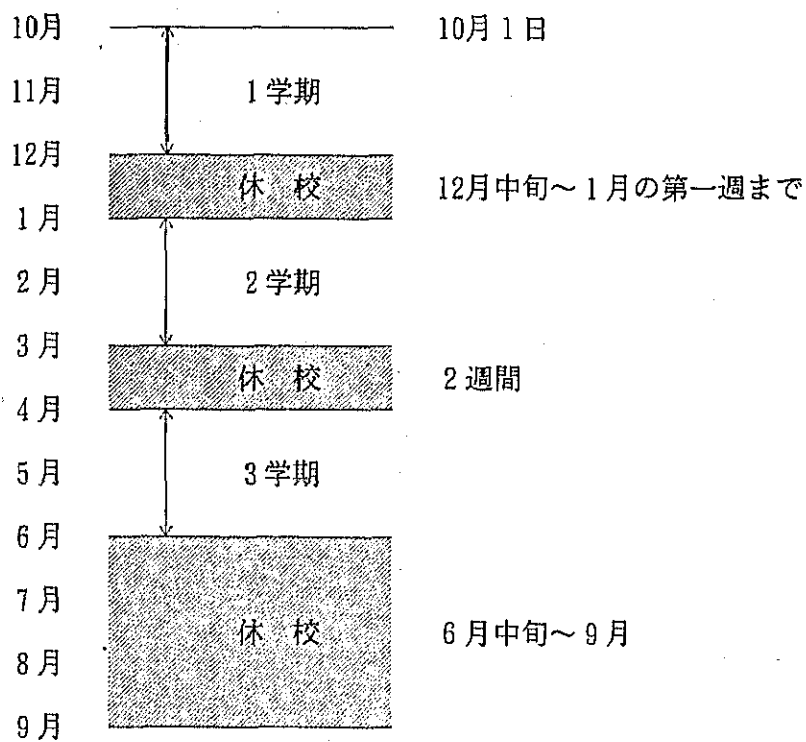 10月 10月1日
11月 1学期
12月
休校 12月中旬~1月の第一週まで
1月
2月 2学期
3月
休校 2週間
4月
5月 3学期
6月
7月
休校 6月中旬~9月
8月
9月